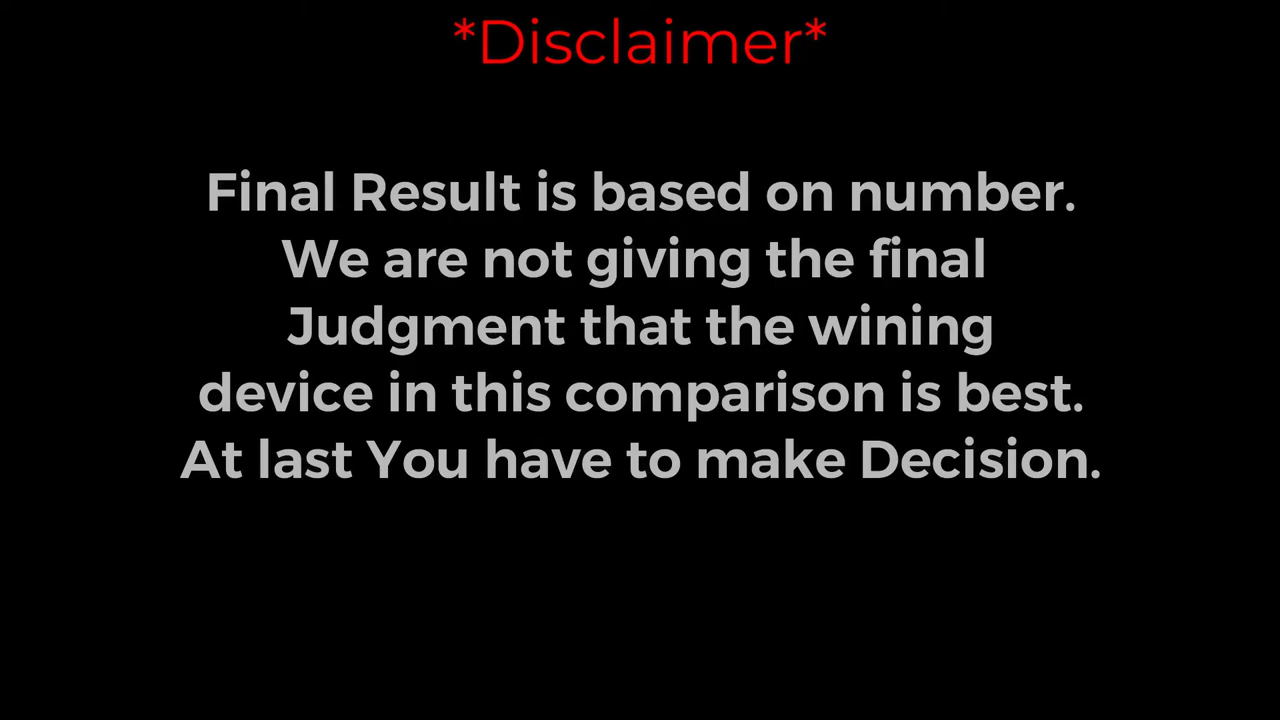 *Disclaimer*
Final Result is based on number.
We are not giving the final
Judgment that the wining
device in this comparison is best.
At last You have to make Decision.